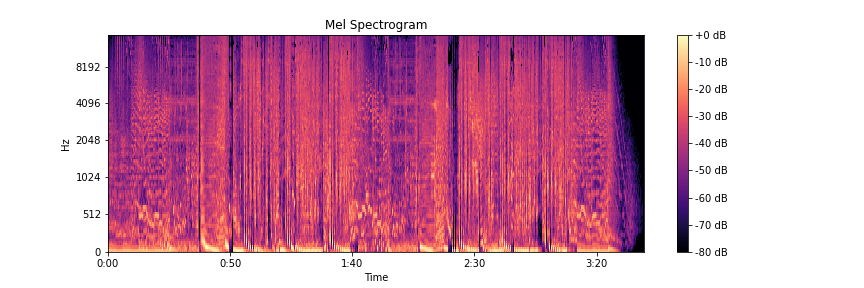 Mel Spectrogram
Hz
8192
4096
2048
1024
512
0
0:00
0:50
1:40
2:30
3:20
Time
+0 dB
-10 dB
-20 dB
-30 dB
-40 dB
-50 dB
-60 dB
-70 dB
-80 dB